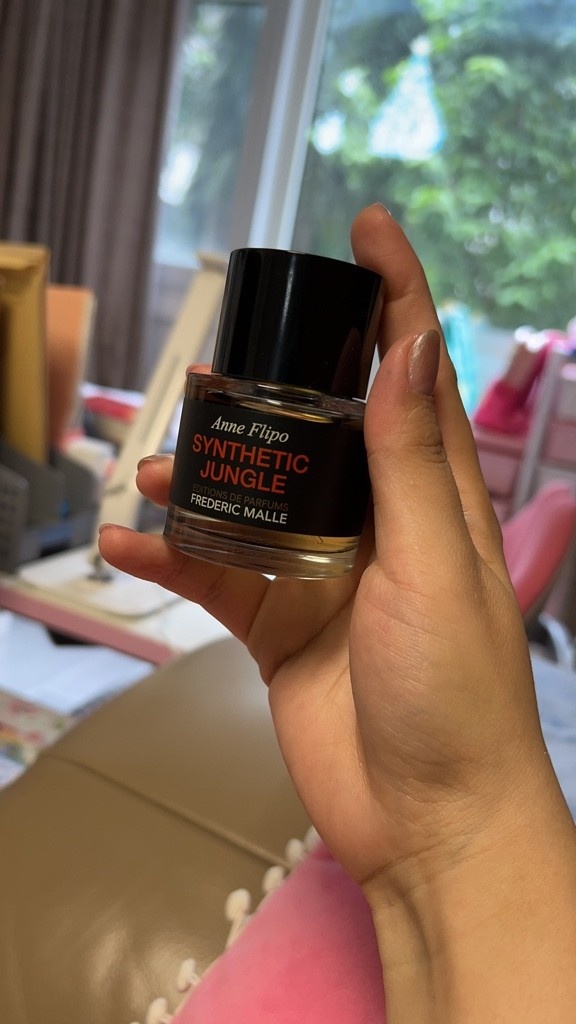 Anne Flipo
SYNTHETIC
JUNGLE
EDITIONS DE PARFUMS
FREDERIC MALLE